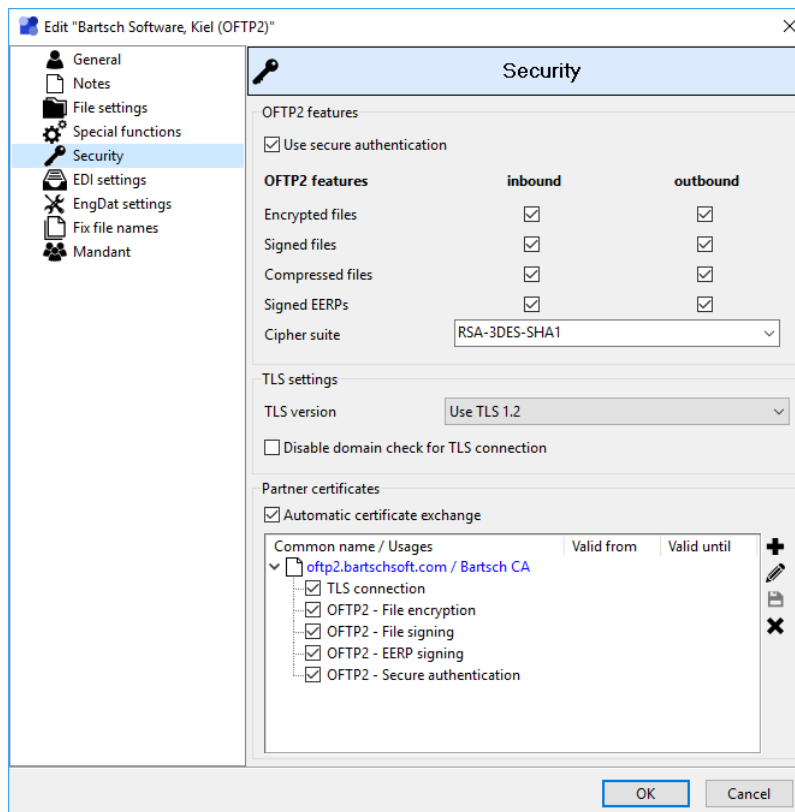 Edit "Bartsch Software, Kiel (OFTP2)"
General
Notes
File settings
Special functions
Security
EDI settings
EngDat settings
Fix file names
Mandant
Security
OFTP2 features
Use secure authentication
OFTP2 features inbound outbound
Encrypted files
Signed files
Compressed files
Signed EERPs
Cipher suite RSA-3DES-SHA1
TLS settings
TLS version Use TLS 1.2
Disable domain check for TLS connection
Partner certificates
Automatic certificate exchange
Common name / Usages Valid from Valid until
oftp2.bartschsoft.com / Bartsch CA
TLS connection
OFTP2 - File encryption
OFTP2 - File signing
OFTP2 - EERP signing
OFTP2 - Secure authentication
OK Cancel